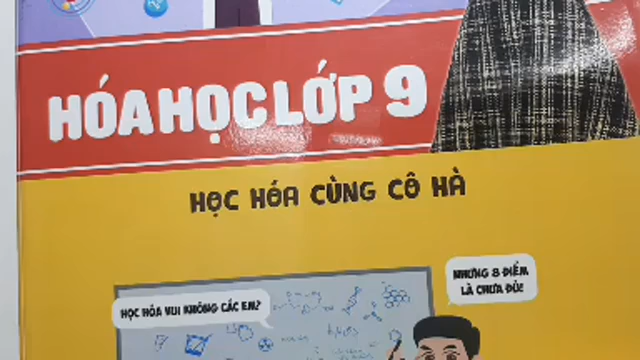 HÓA HỌC LỚP 9
HỌC HÓA CÙNG CÔ HÀ
NHƯNG 8 ĐIỂM
LÀ CHƯA ĐỦ!
HỌC HÓA VUI KHÔNG CÁC EM?